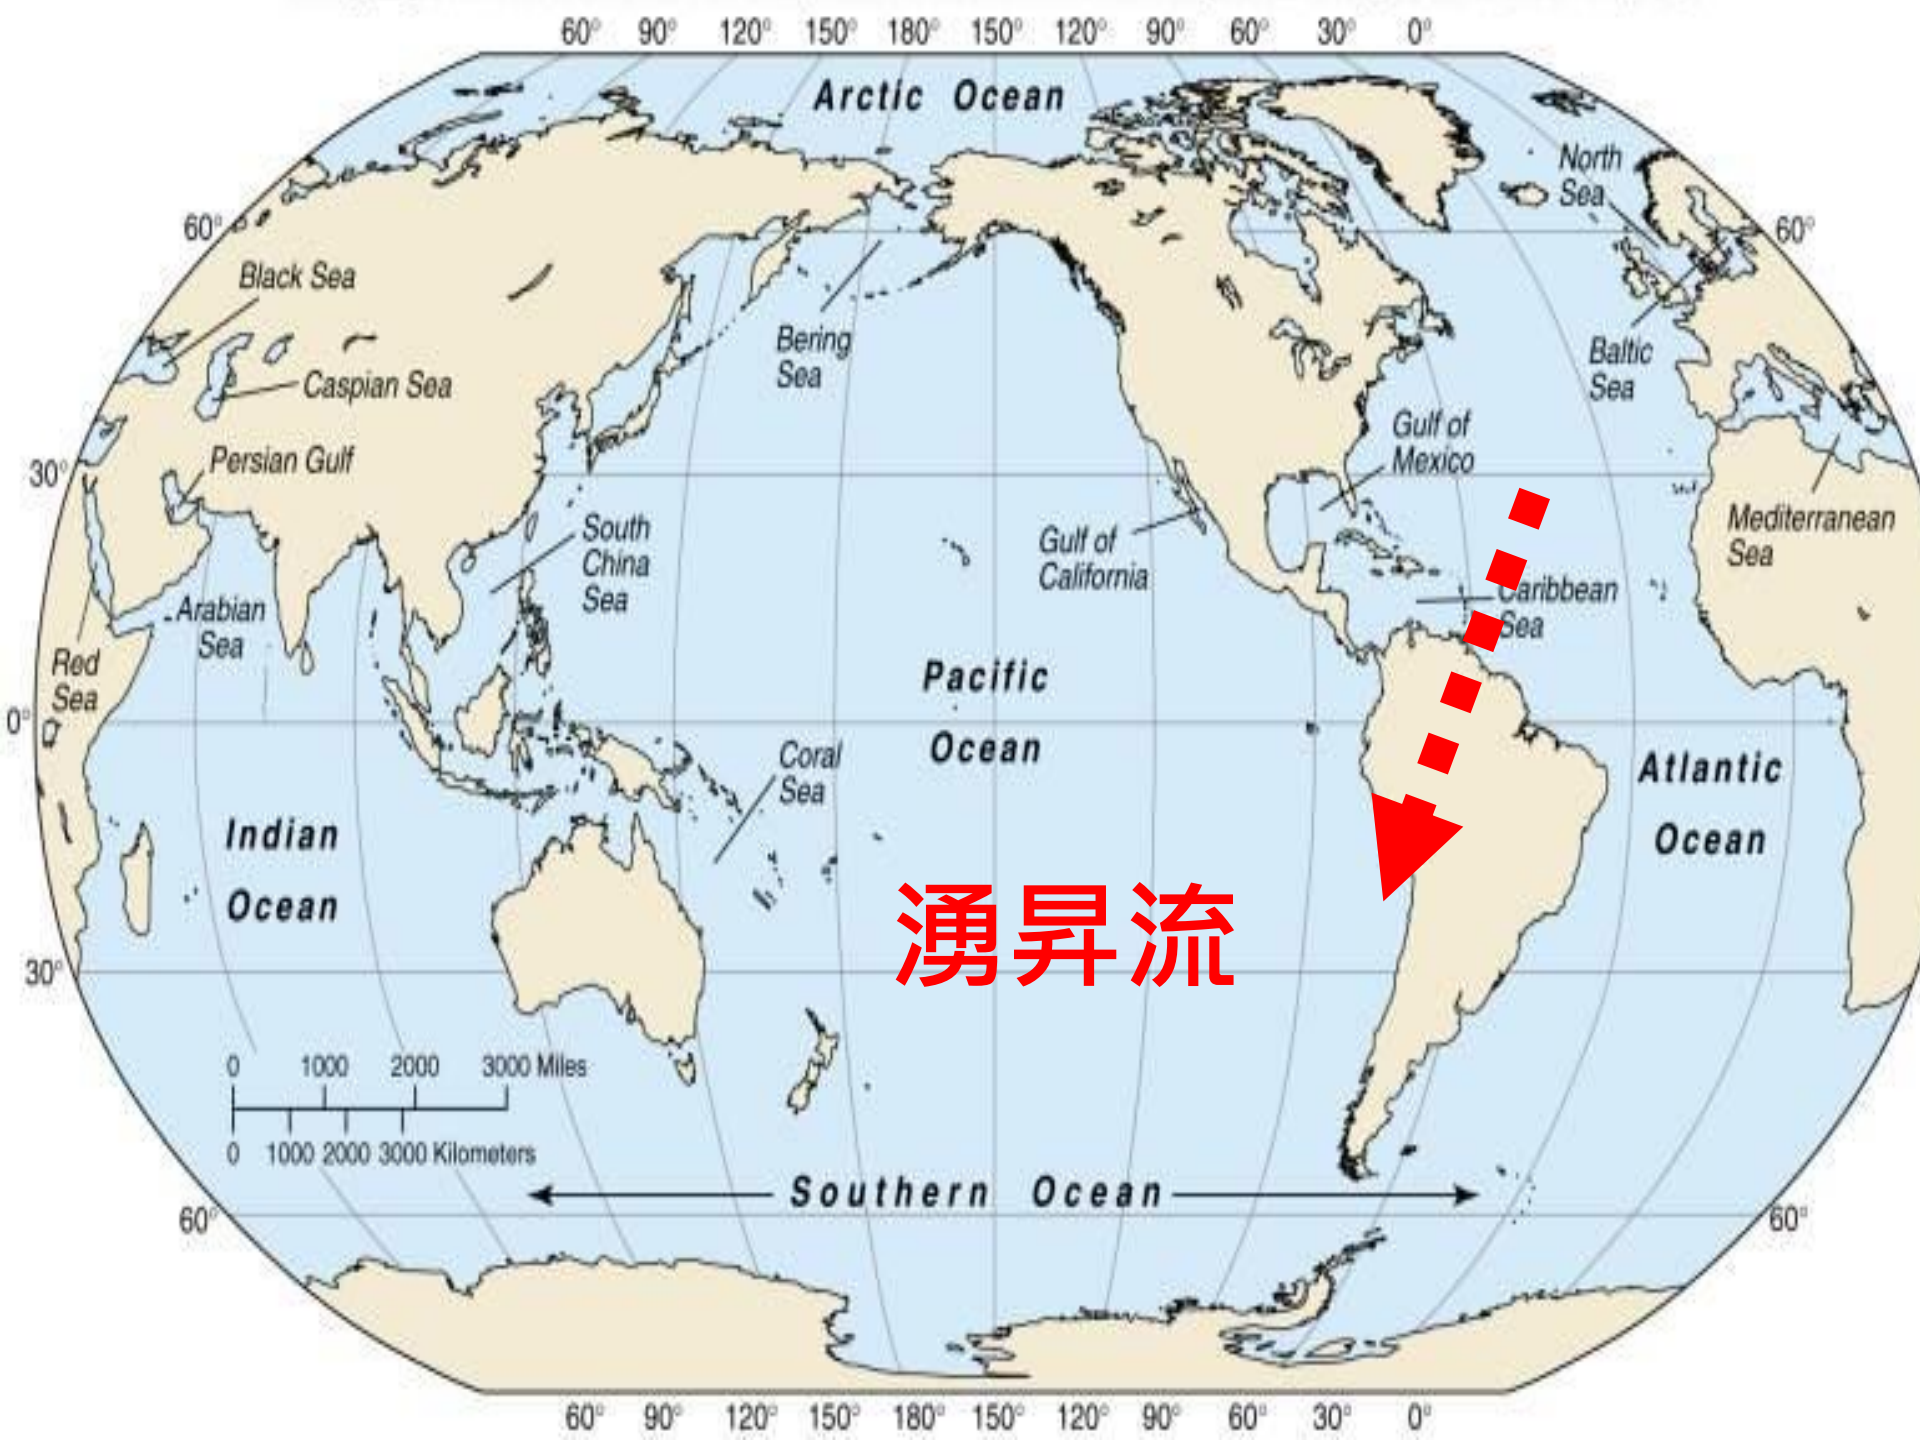 60° 90° 120° 150° 180° 150° 120° 90° 60° 30° 0°
Arctic Ocean
North
Sea
60°
60°
Black Sea
Bering
Sea
Baltic
Sea
Caspian Sea
Gulf of
Mexico
30°
Persian Gulf
South
China
Sea
Gulf of
California
Mediterranean
Sea
Arabian
Sea
Caribbean
Sea
Red
Sea
Pacific
Ocean
0°
Coral
Sea
Atlantic
Ocean
Indian
Ocean
湧昇流
30°
0 1000 2000 3000 Miles
0 1000 2000 3000 Kilometers
Southern Ocean
60°
60°
60° 90° 120° 150° 180° 150° 120° 90° 60° 30° 0°